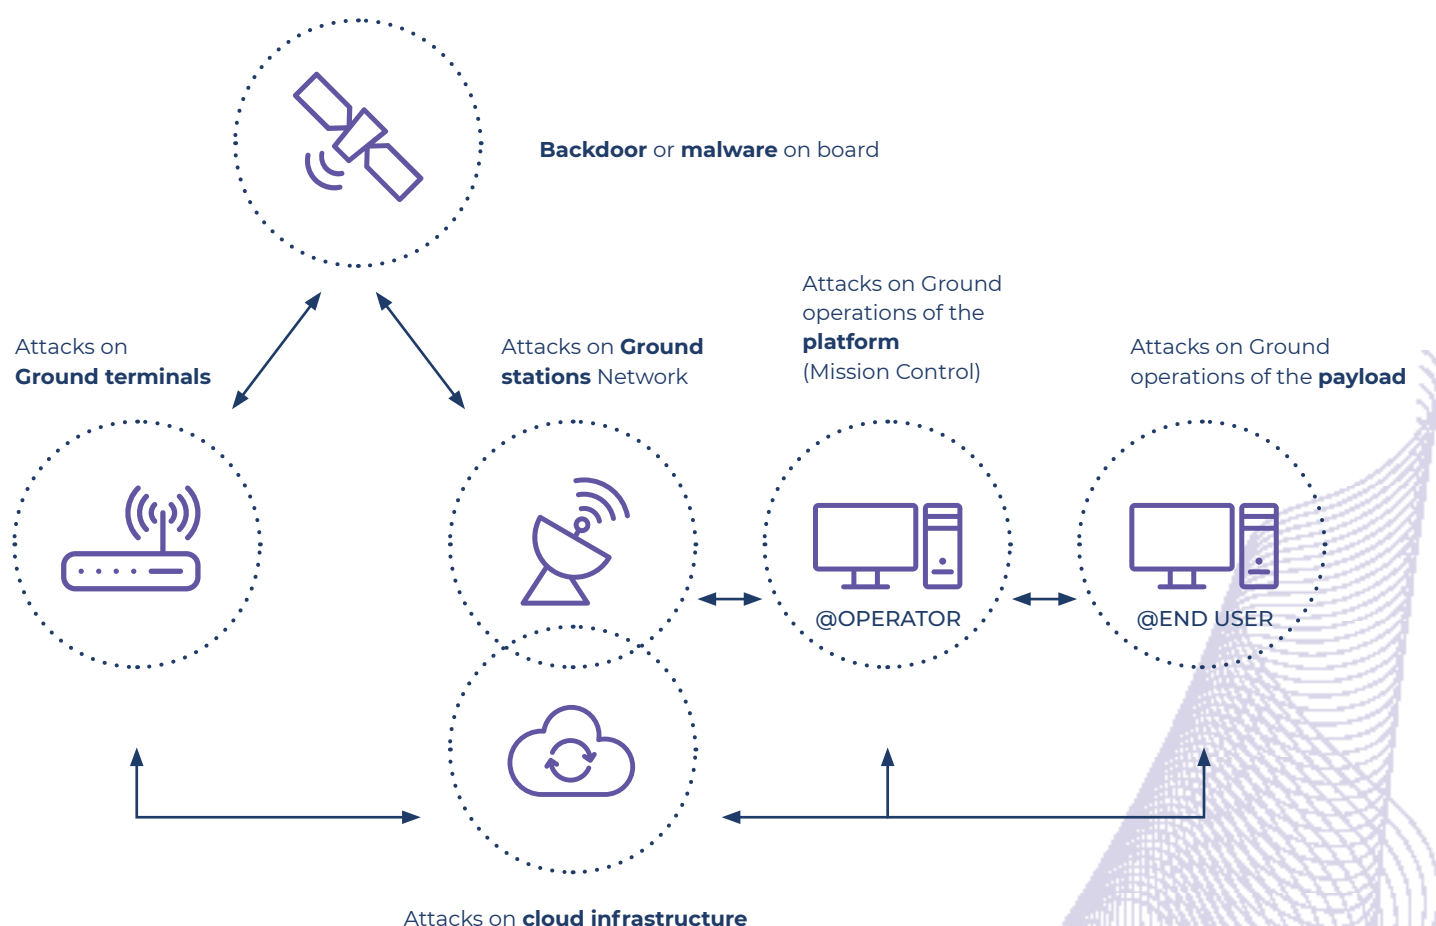 Backdoor or malware on board
Attacks on
Ground terminals
Attacks on Ground
stations Network
Attacks on Ground
operations of the
platform
(Mission Control)
Attacks on Ground
operations of the payload
@OPERATOR
@END USER
Attacks on cloud infrastructure